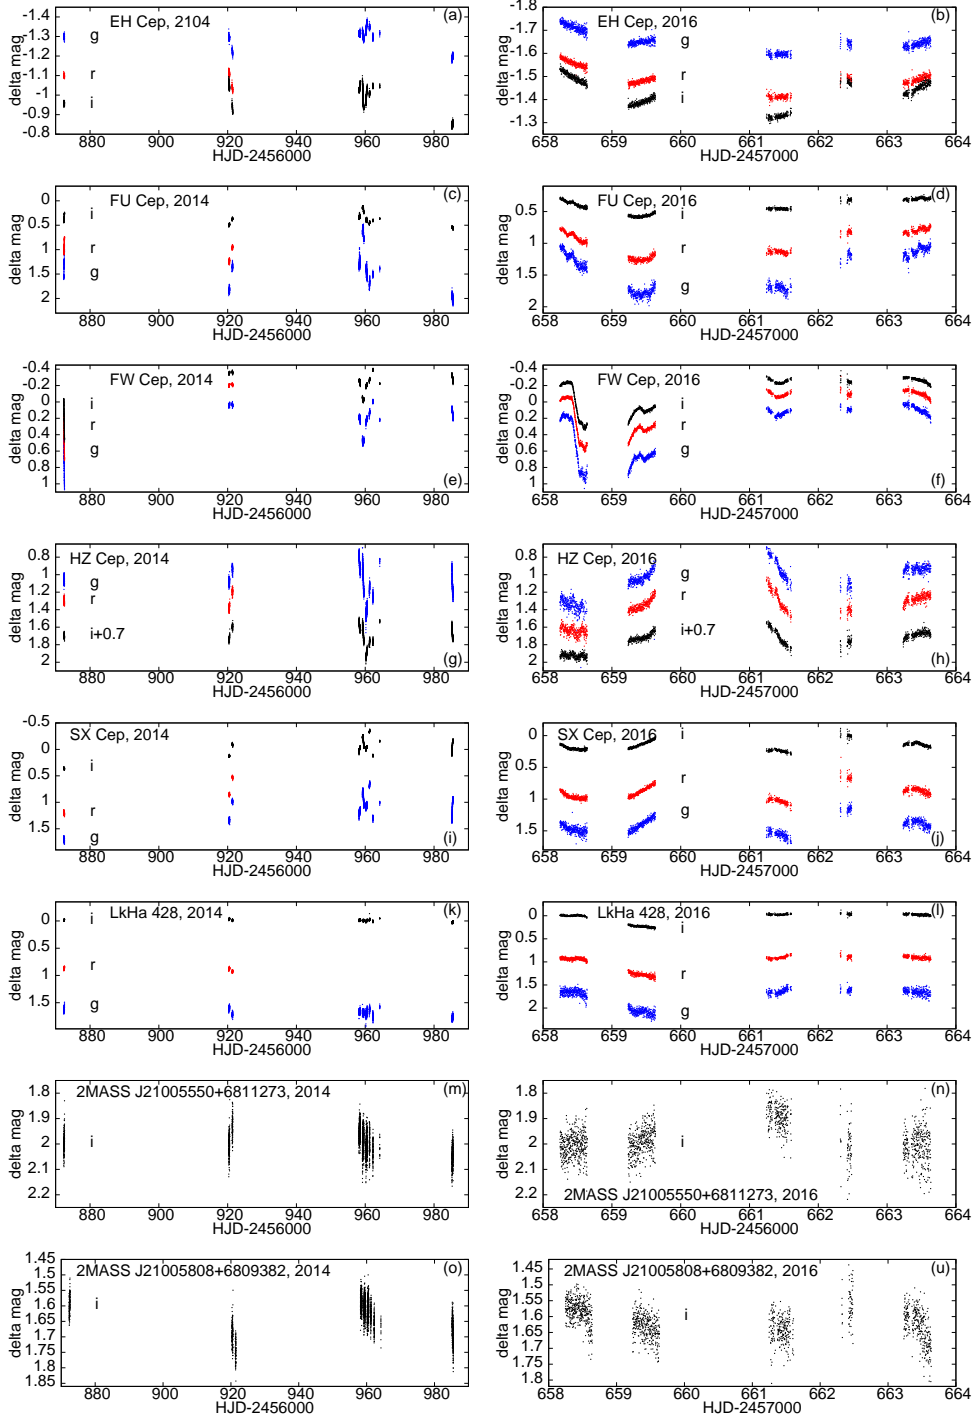 EH Cep, 2104
(a)
g
r
i
delta mag
-1.4
-1.3
-1.2
-1.1
-1
-0.9
-0.8
880 900 920 940 960 980
HJD-2456000
EH Cep, 2016
(b)
g
r
i
delta mag
-1.8
-1.7
-1.6
-1.5
-1.4
-1.3
658 659 660 661 662 663 664
HJD-2457000
FU Cep, 2014
(c)
i
r
g
delta mag
0
0.5
1
1.5
2
880 900 920 940 960 980
HJD-2456000
FU Cep, 2016
(d)
i
r
g
delta mag
0.5
1
1.5
2
658 659 660 661 662 663 664
HJD-2457000
FW Cep, 2014
i
r
g
(e)
delta mag
-0.4
-0.2
0
0.2
0.4
0.6
0.8
1
880 900 920 940 960 980
HJD-2456000
FW Cep, 2016
i
r
g
(f)
delta mag
-0.4
-0.2
0
0.2
0.4
0.6
0.8
1
658 659 660 661 662 663 664
HJD-2457000
HZ Cep, 2014
g
r
i+0.7
(g)
delta mag
0.8
1
1.2
1.4
1.6
1.8
2
880 900 920 940 960 980
HJD-2456000
HZ Cep, 2016
g
r
i+0.7
(h)
delta mag
0.8
1
1.2
1.4
1.6
1.8
2
658 659 660 661 662 663 664
HJD-2457000
SX Cep, 2014
i
r
g
(i)
delta mag
-0.5
0
0.5
1
1.5
880 900 920 940 960 980
HJD-2456000
SX Cep, 2016
i
r
g
(j)
delta mag
0
0.5
1
1.5
658 659 660 661 662 663 664
HJD-2457000
LkHa 428, 2014
(k)
i
r
g
delta mag
0
0.5
1
1.5
880 900 920 940 960 980
HJD-2456000
LkHa 428, 2016
(l)
i
r
g
delta mag
0
0.5
1
1.5
2
658 659 660 661 662 663 664
HJD-2457000
2MASS J21005550+6811273, 2014
(m)
i
delta mag
1.8
1.9
2
2.1
2.2
880 900 920 940 960 980
HJD-2456000
(n)
i
2MASS J21005550+6811273, 2016
delta mag
1.8
1.9
2
2.1
2.2
658 659 660 661 662 663 664
HJD-2456000
2MASS J21005808+6809382, 2014
(o)
i
delta mag
1.45
1.5
1.55
1.6
1.65
1.7
1.75
1.8
1.85
880 900 920 940 960 980
HJD-2456000
2MASS J21005808+6809382, 2016
(u)
i
delta mag
1.45
1.5
1.55
1.6
1.65
1.7
1.75
1.8
658 659 660 661 662 663 664
HJD-2457000